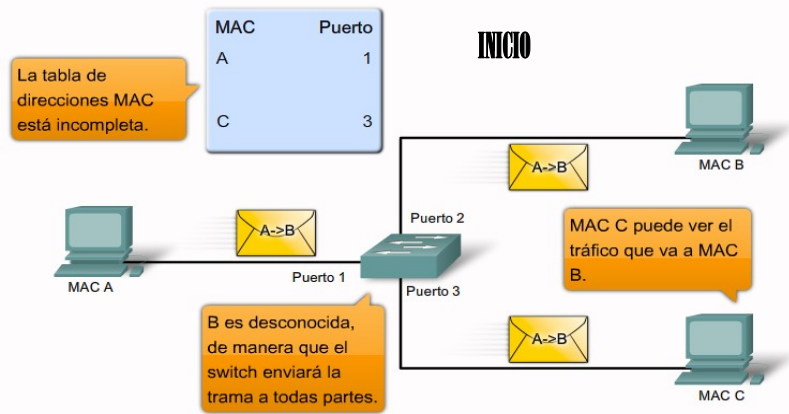 MAC Puerto
A 1
C 3
INICIO
La tabla de
direcciones MAC
está incompleta.
A->B
MAC B
A->B
Puerto 2
MAC C puede ver el
tráfico que va a MAC
B.
MAC A
Puerto 1
Puerto 3
B es desconocida,
de manera que el
switch enviará la
trama a todas partes.
A->B
MAC C